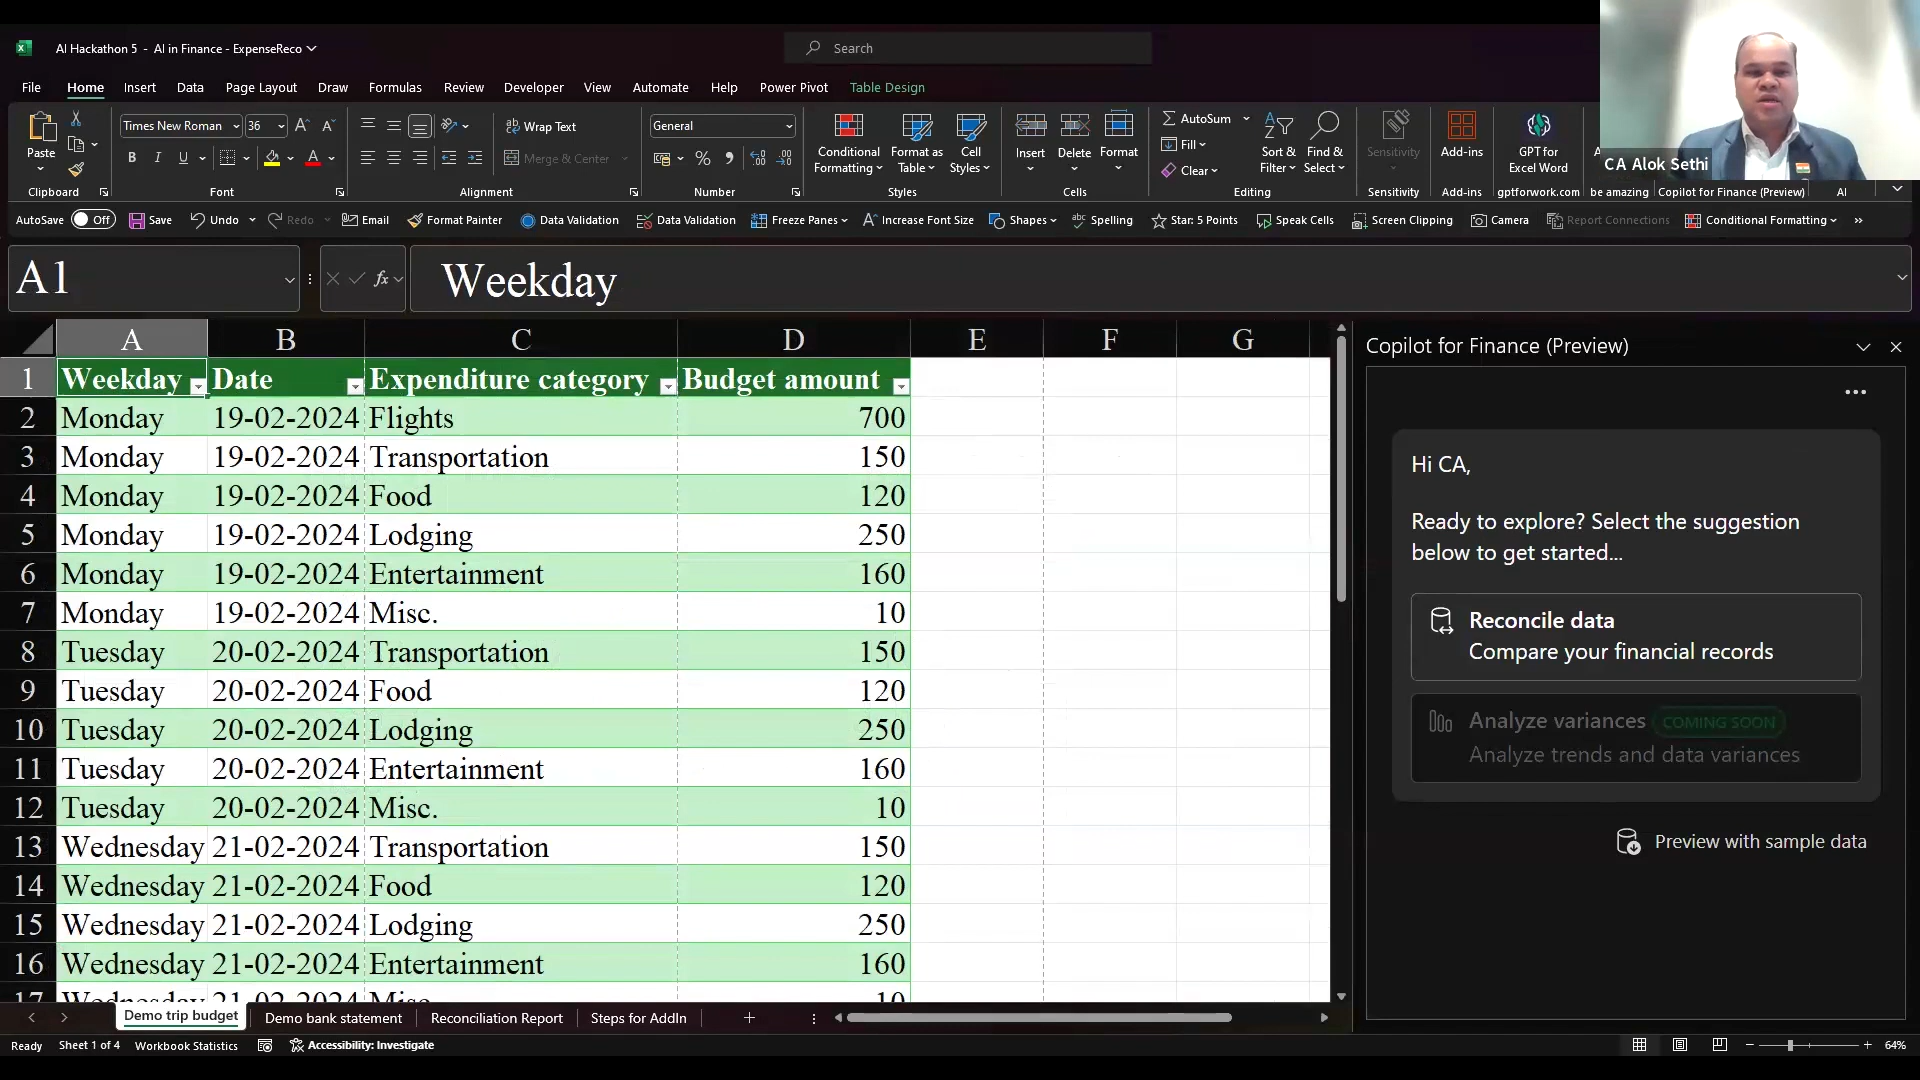 AI Hackathon 5 - AI in Finance - ExpenseReco
Search
File Home Insert Data Page Layout Draw Formulas Review Developer View Automate Help Power Pivot Table Design
Paste
Clipboard
Times New Roman 36
B I U
Font
Wrap Text
Merge & Center
Alignment
General
Number
Conditional Formatting
Format as Table
Cell Styles
Styles
Insert
Delete
Format
Cells
AutoSum
Fill
Clear
Sort & Filter
Find & Select
Editing
Sensitivity
Sensitivity
Add-ins
Add-ins
GPT for Excel Word
gptforwork.com
be amazing
Copilot for Finance (Preview)
AI
CA Alok Sethi
AutoSave Off Save Undo Redo Email Format Painter Data Validation Data Validation Freeze Panes Increase Font Size Shapes Spelling Star: 5 Points Speak Cells Screen Clipping Camera Report Connections Conditional Formatting
A1 fx Weekday
A B C D E F G
1 Weekday Date Expenditure category Budget amount
2 Monday 19-02-2024 Flights 700
3 Monday 19-02-2024 Transportation 150
4 Monday 19-02-2024 Food 120
5 Monday 19-02-2024 Lodging 250
6 Monday 19-02-2024 Entertainment 160
7 Monday 19-02-2024 Misc. 10
8 Tuesday 20-02-2024 Transportation 150
9 Tuesday 20-02-2024 Food 120
10 Tuesday 20-02-2024 Lodging 250
11 Tuesday 20-02-2024 Entertainment 160
12 Tuesday 20-02-2024 Misc. 10
13 Wednesday 21-02-2024 Transportation 150
14 Wednesday 21-02-2024 Food 120
15 Wednesday 21-02-2024 Lodging 250
16 Wednesday 21-02-2024 Entertainment 160
17 Wednesday 21-02-2024 Misc. 10
Copilot for Finance (Preview)
Hi CA,
Ready to explore? Select the suggestion
below to get started...
Reconcile data
Compare your financial records
Analyze variances COMING SOON
Analyze trends and data variances
Preview with sample data
Demo trip budget Demo bank statement Reconciliation Report Steps for AddIn
Ready Sheet 1 of 4 Workbook Statistics Accessibility: Investigate
64%